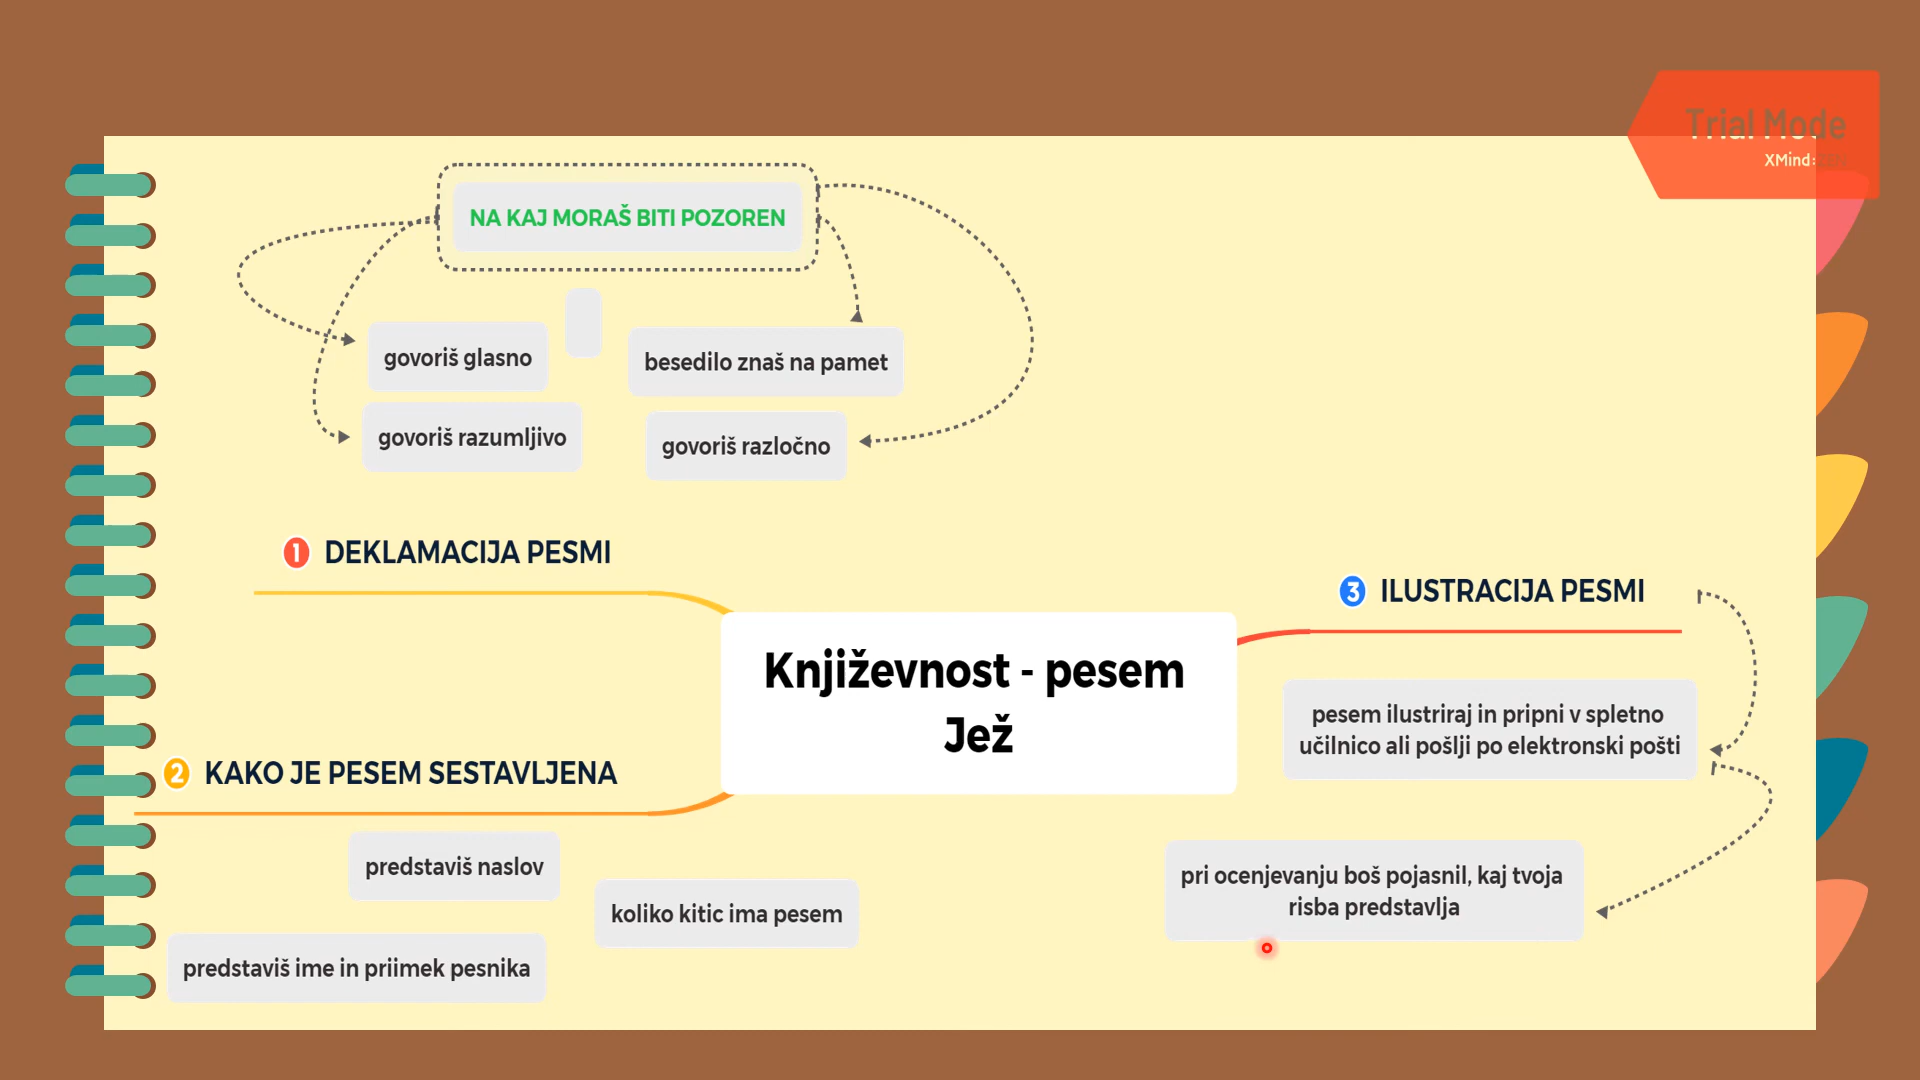 Trial Mode
XMind:ZEN
NA KAJ MORAŠ BITI POZOREN
govoriš glasno
besedilo znaš na pamet
govoriš razumljivo
govoriš razločno
1 DEKLAMACIJA PESMI
3 ILUSTRACIJA PESMI
Književnost - pesem
Jež
pesem ilustriraj in pripni v spletno
učilnico ali pošlji po elektronski pošti
2 KAKO JE PESEM SESTAVLJENA
predstaviš naslov
koliko kitic ima pesem
predstaviš ime in priimek pesnika
pri ocenjevanju boš pojasnil, kaj tvoja
risba predstavlja